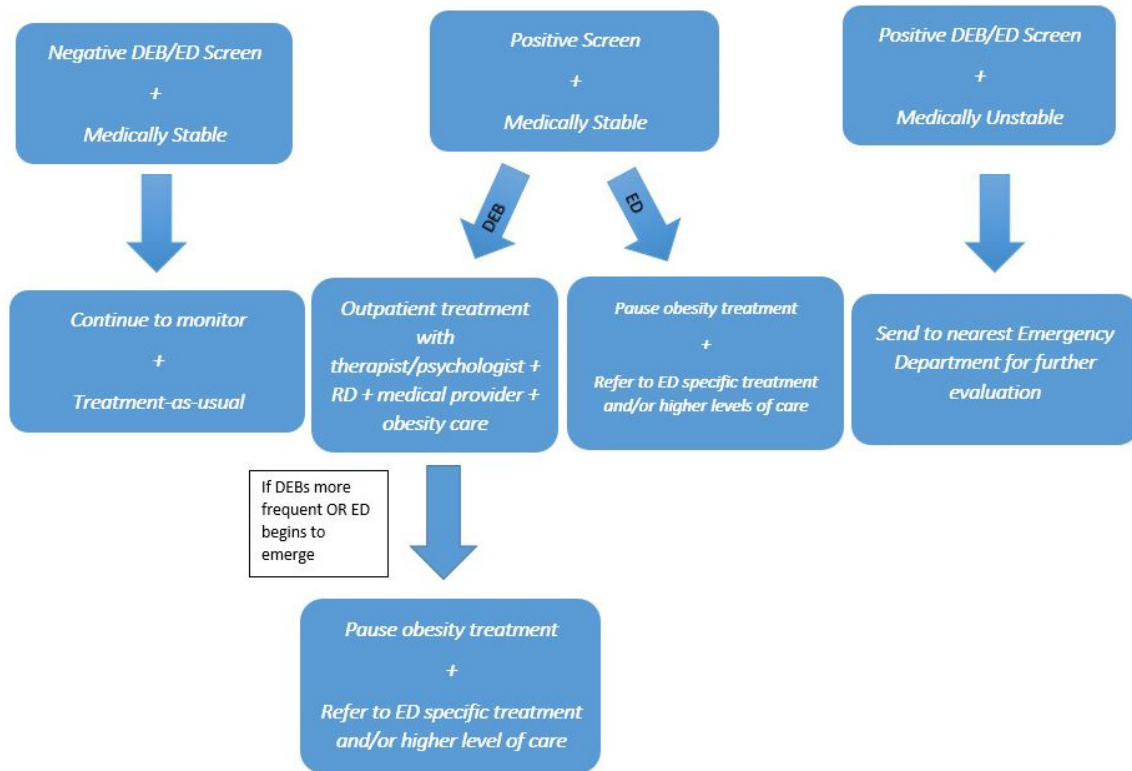 Negative DEB/ED Screen
+
Medically Stable
Positive Screen
+
Medically Stable
Positive DEB/ED Screen
+
Medically Unstable
DEB
ED
Continue to monitor
+
Treatment-as-usual
Outpatient treatment
with
therapist/psychologist +
RD + medical provider +
obesity care
Pause obesity treatment
+
Refer to ED specific treatment
and/or higher levels of care
Send to nearest Emergency
Department for further
evaluation
If DEBs more
frequent OR ED
begins to
emerge
Pause obesity treatment
+
Refer to ED specific treatment
and/or higher level of care